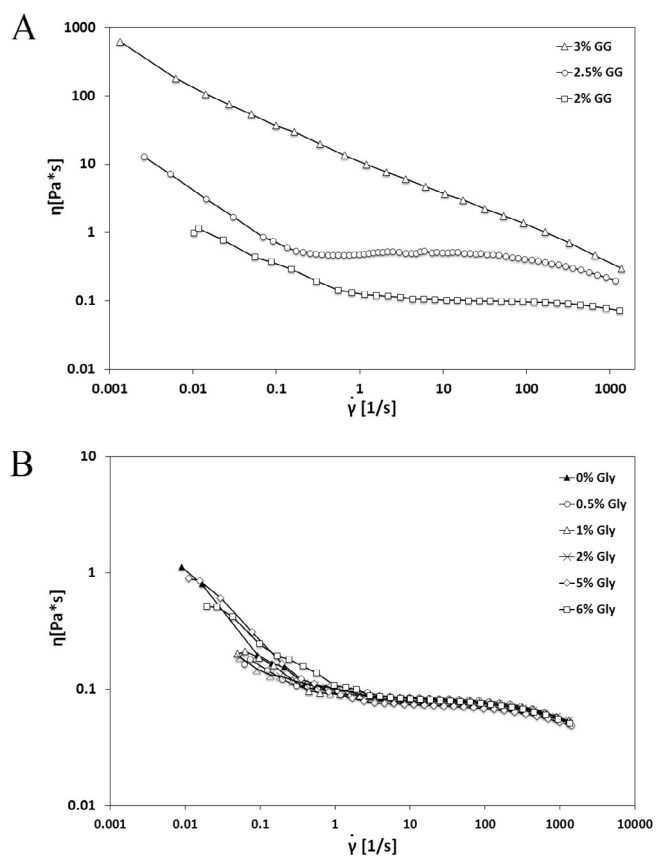 A
1000
100
10
1
0.1
0.01
η[Pa*s]
3% GG
2.5% GG
2% GG
0.001 0.01 0.1 1 10 100 1000
γ̇ [1/s]
B
10
1
0.1
0.01
η[Pa*s]
0% Gly
0.5% Gly
1% Gly
2% Gly
5% Gly
6% Gly
0.001 0.01 0.1 1 10 100 1000 10000
γ̇ [1/s]